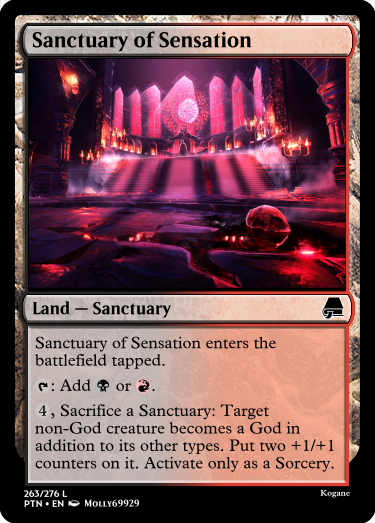 Sanctuary of Sensation
Land — Sanctuary
Sanctuary of Sensation enters the
battlefield tapped.
: Add or .
4 , Sacrifice a Sanctuary: Target
non-God creature becomes a God in
addition to its other types. Put two +1/+1
counters on it. Activate only as a Sorcery.
263/276 L
Kogane
PTN • EN Molly69929